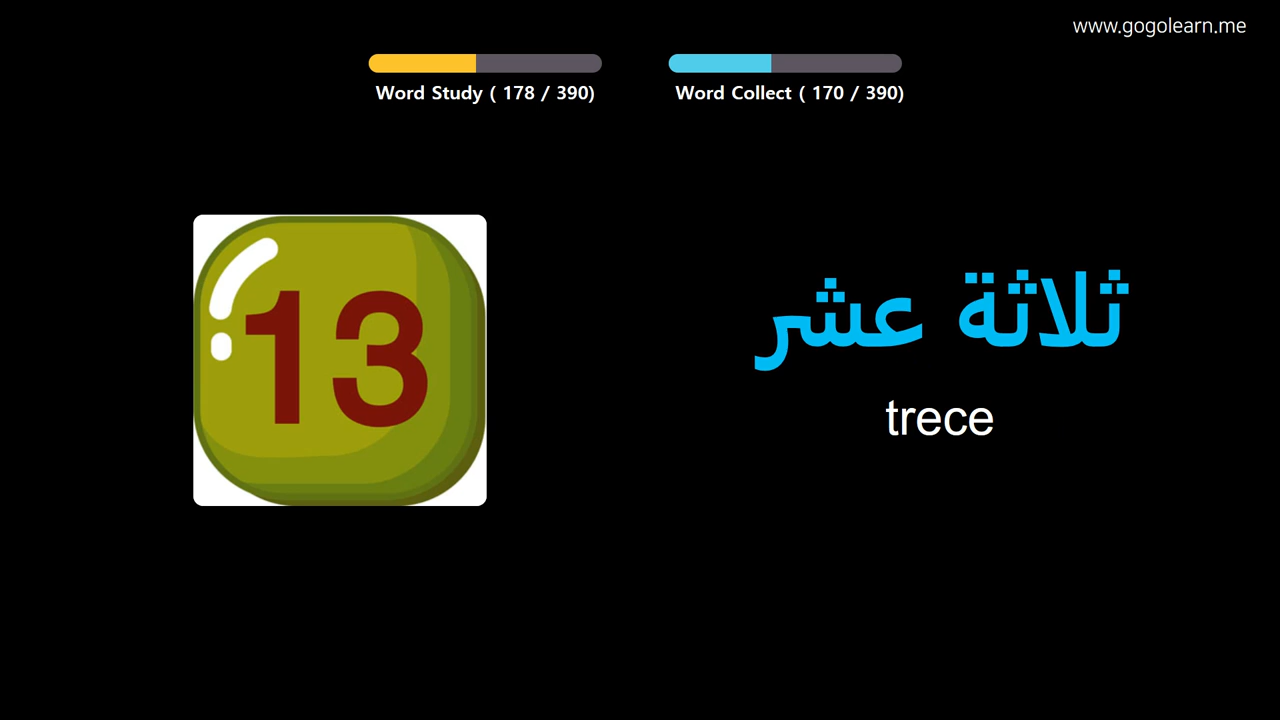 www.gogolearn.me
Word Study ( 178 / 390)
Word Collect ( 170 / 390)
13
ثلاثة عشر
trece